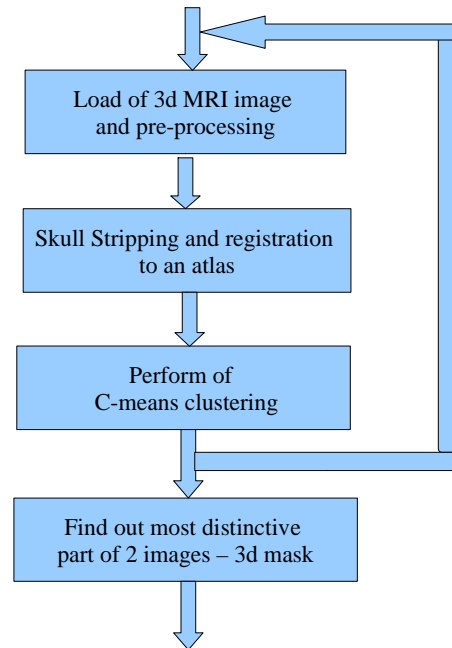 Load of 3d MRI image
and pre-processing
Skull Stripping and registration
to an atlas
Perform of
C-means clustering
Find out most distinctive
part of 2 images – 3d mask